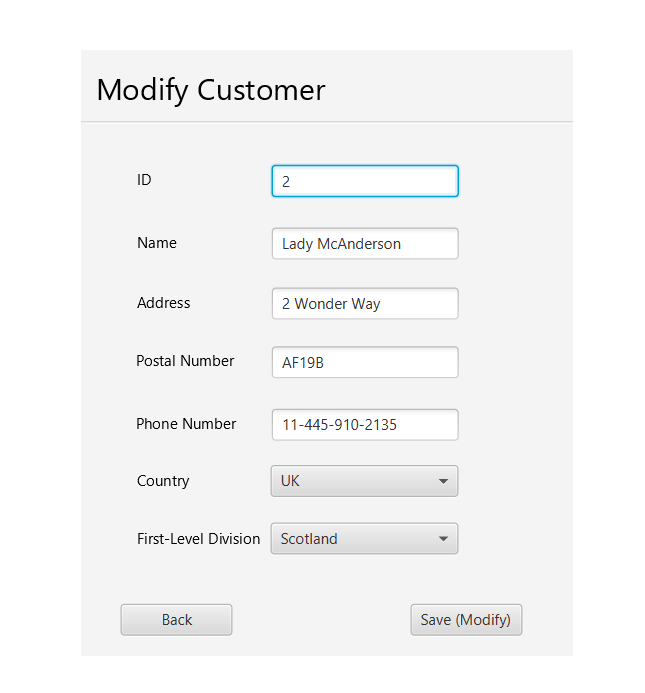 Modify Customer
ID 2
Name Lady McAnderson
Address 2 Wonder Way
Postal Number AF19B
Phone Number 11-445-910-2135
Country UK
First-Level Division Scotland
Back Save (Modify)